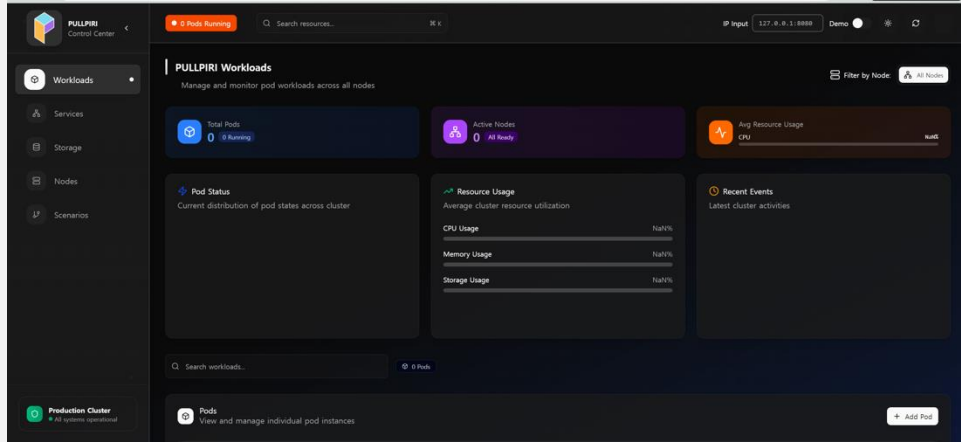 PULLPIRI
Control Center
0 Pods Running
Search resources...
⌘ K
IP Input
127.0.0.1:8080
Demo
Workloads
Services
Storage
Nodes
Scenarios
Production Cluster
All systems operational
PULLPIRI Workloads
Manage and monitor pod workloads across all nodes
Filter by Node:
All Nodes
Total Pods
0 0 Running
Active Nodes
0 All Ready
Avg Resource Usage
CPU NaN%
Pod Status
Current distribution of pod states across cluster
Resource Usage
Average cluster resource utilization
CPU Usage NaN%
Memory Usage NaN%
Storage Usage NaN%
Recent Events
Latest cluster activities
Search workloads...
0 Pods
Pods
View and manage individual pod instances
+ Add Pod